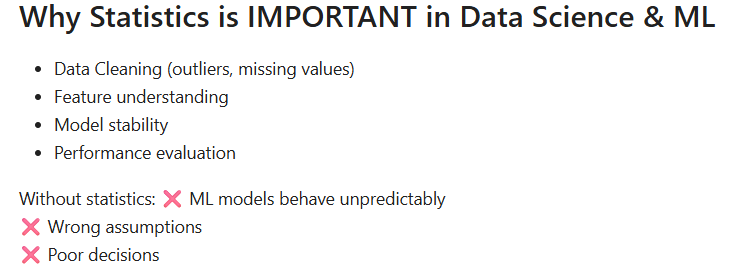 Why Statistics is IMPORTANT in Data Science & ML
• Data Cleaning (outliers, missing values)
• Feature understanding
• Model stability
• Performance evaluation
Without statistics: ❌ ML models behave unpredictably
❌ Wrong assumptions
❌ Poor decisions